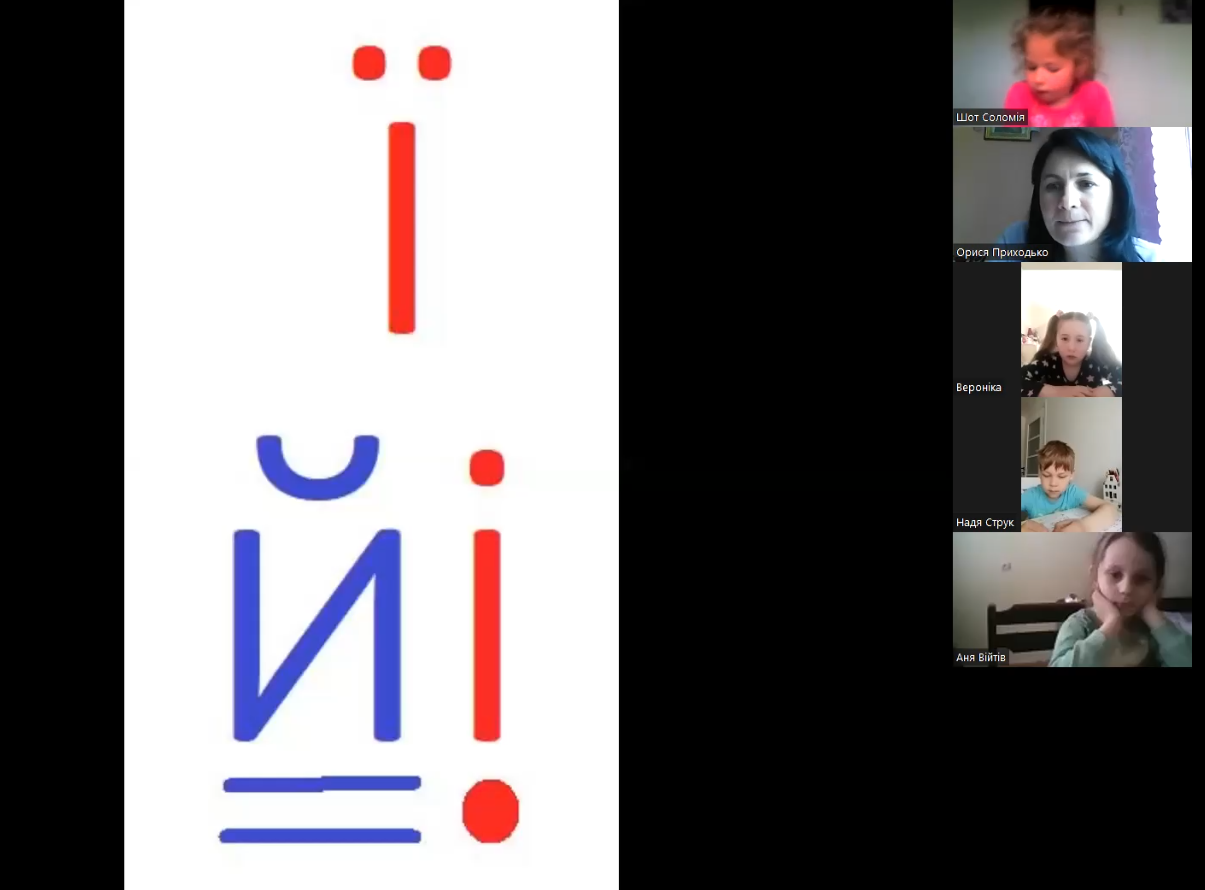 ї
й і
Шот Соломія
Орися Приходько
Вероніка
Надя Струк
Аня Війтів